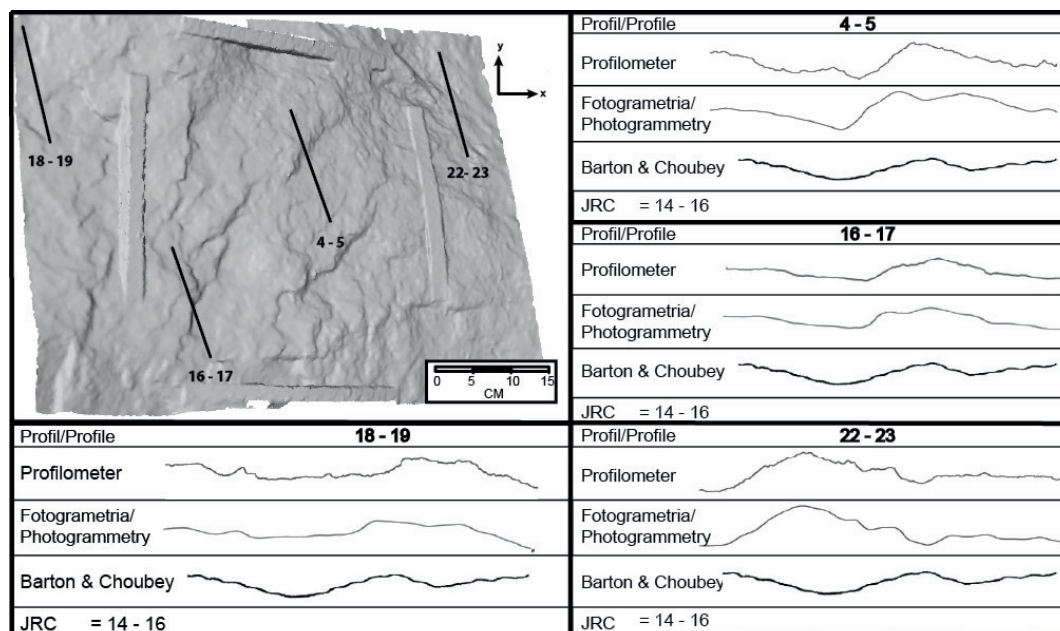 18 - 19
22- 23
4 - 5
16 - 17
y
x
0 5 10 15
CM
Profil/Profile 4 - 5
Profilometer
Fotogrametria/
Photogrammetry
Barton & Choubey
JRC = 14 - 16
Profil/Profile 16 - 17
Profilometer
Fotogrametria/
Photogrammetry
Barton & Choubey
JRC = 14 - 16
Profil/Profile 18 - 19
Profilometer
Fotogrametria/
Photogrammetry
Barton & Choubey
JRC = 14 - 16
Profil/Profile 22 - 23
Profilometer
Fotogrametria/
Photogrammetry
Barton & Choubey
JRC = 14 - 16